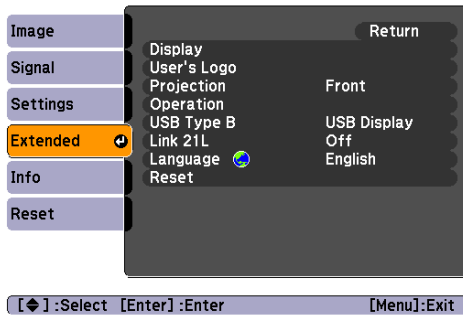 Image
Signal
Settings
Extended
Info
Reset
Return
Display
User's Logo
Projection Front
Operation
USB Type B USB Display
Link 21L Off
Language English
Reset
[ ] :Select [Enter] :Enter [Menu]:Exit